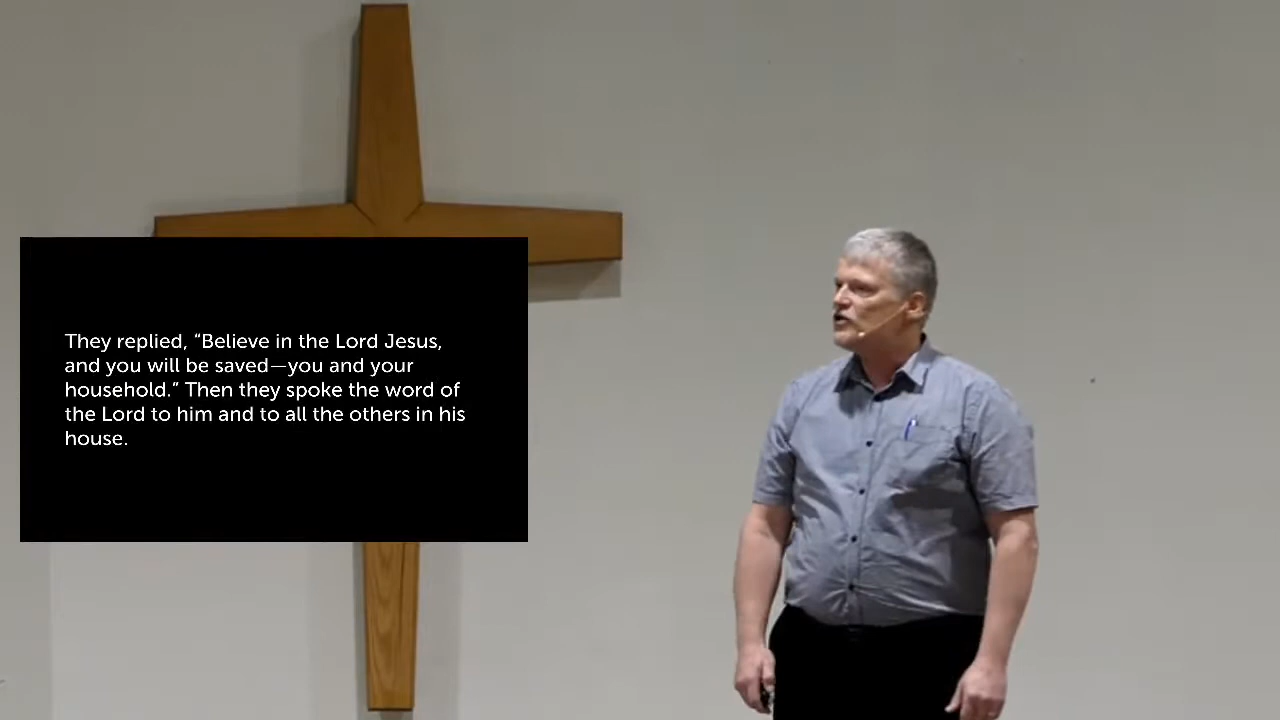 They replied, “Believe in the Lord Jesus,
and you will be saved—you and your
household.” Then they spoke the word of
the Lord to him and to all the others in his
house.